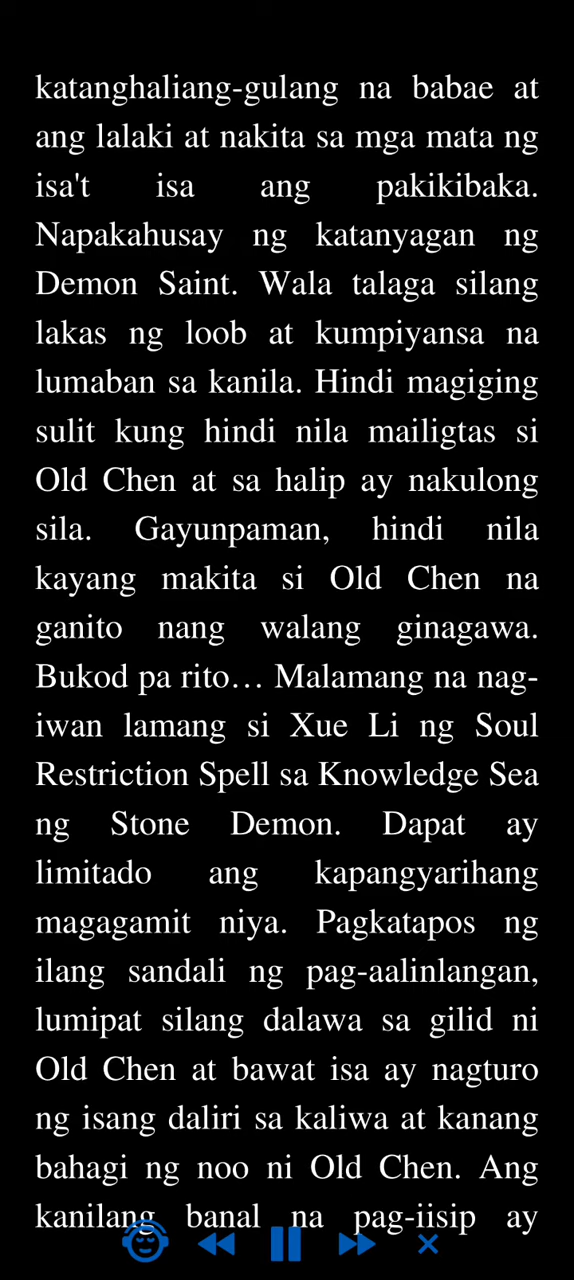 katanghaliang-gulang na babae at
ang lalaki at nakita sa mga mata ng
isa't isa ang pakikibaka.
Napakahusay ng katanyagan ng
Demon Saint. Wala talaga silang
lakas ng loob at kumpiyansa na
lumaban sa kanila. Hindi magiging
sulit kung hindi nila mailigtas si
Old Chen at sa halip ay nakulong
sila. Gayunpaman, hindi nila
kayang makita si Old Chen na
ganito nang walang ginagawa.
Bukod pa rito… Malamang na nag-
iwan lamang si Xue Li ng Soul
Restriction Spell sa Knowledge Sea
ng Stone Demon. Dapat ay
limitado ang kapangyarihang
magagamit niya. Pagkatapos ng
ilang sandali ng pag-aalinlangan,
lumipat silang dalawa sa gilid ni
Old Chen at bawat isa ay nagturo
ng isang daliri sa kaliwa at kanang
bahagi ng noo ni Old Chen. Ang
kanilang banal na pag-iisip ay